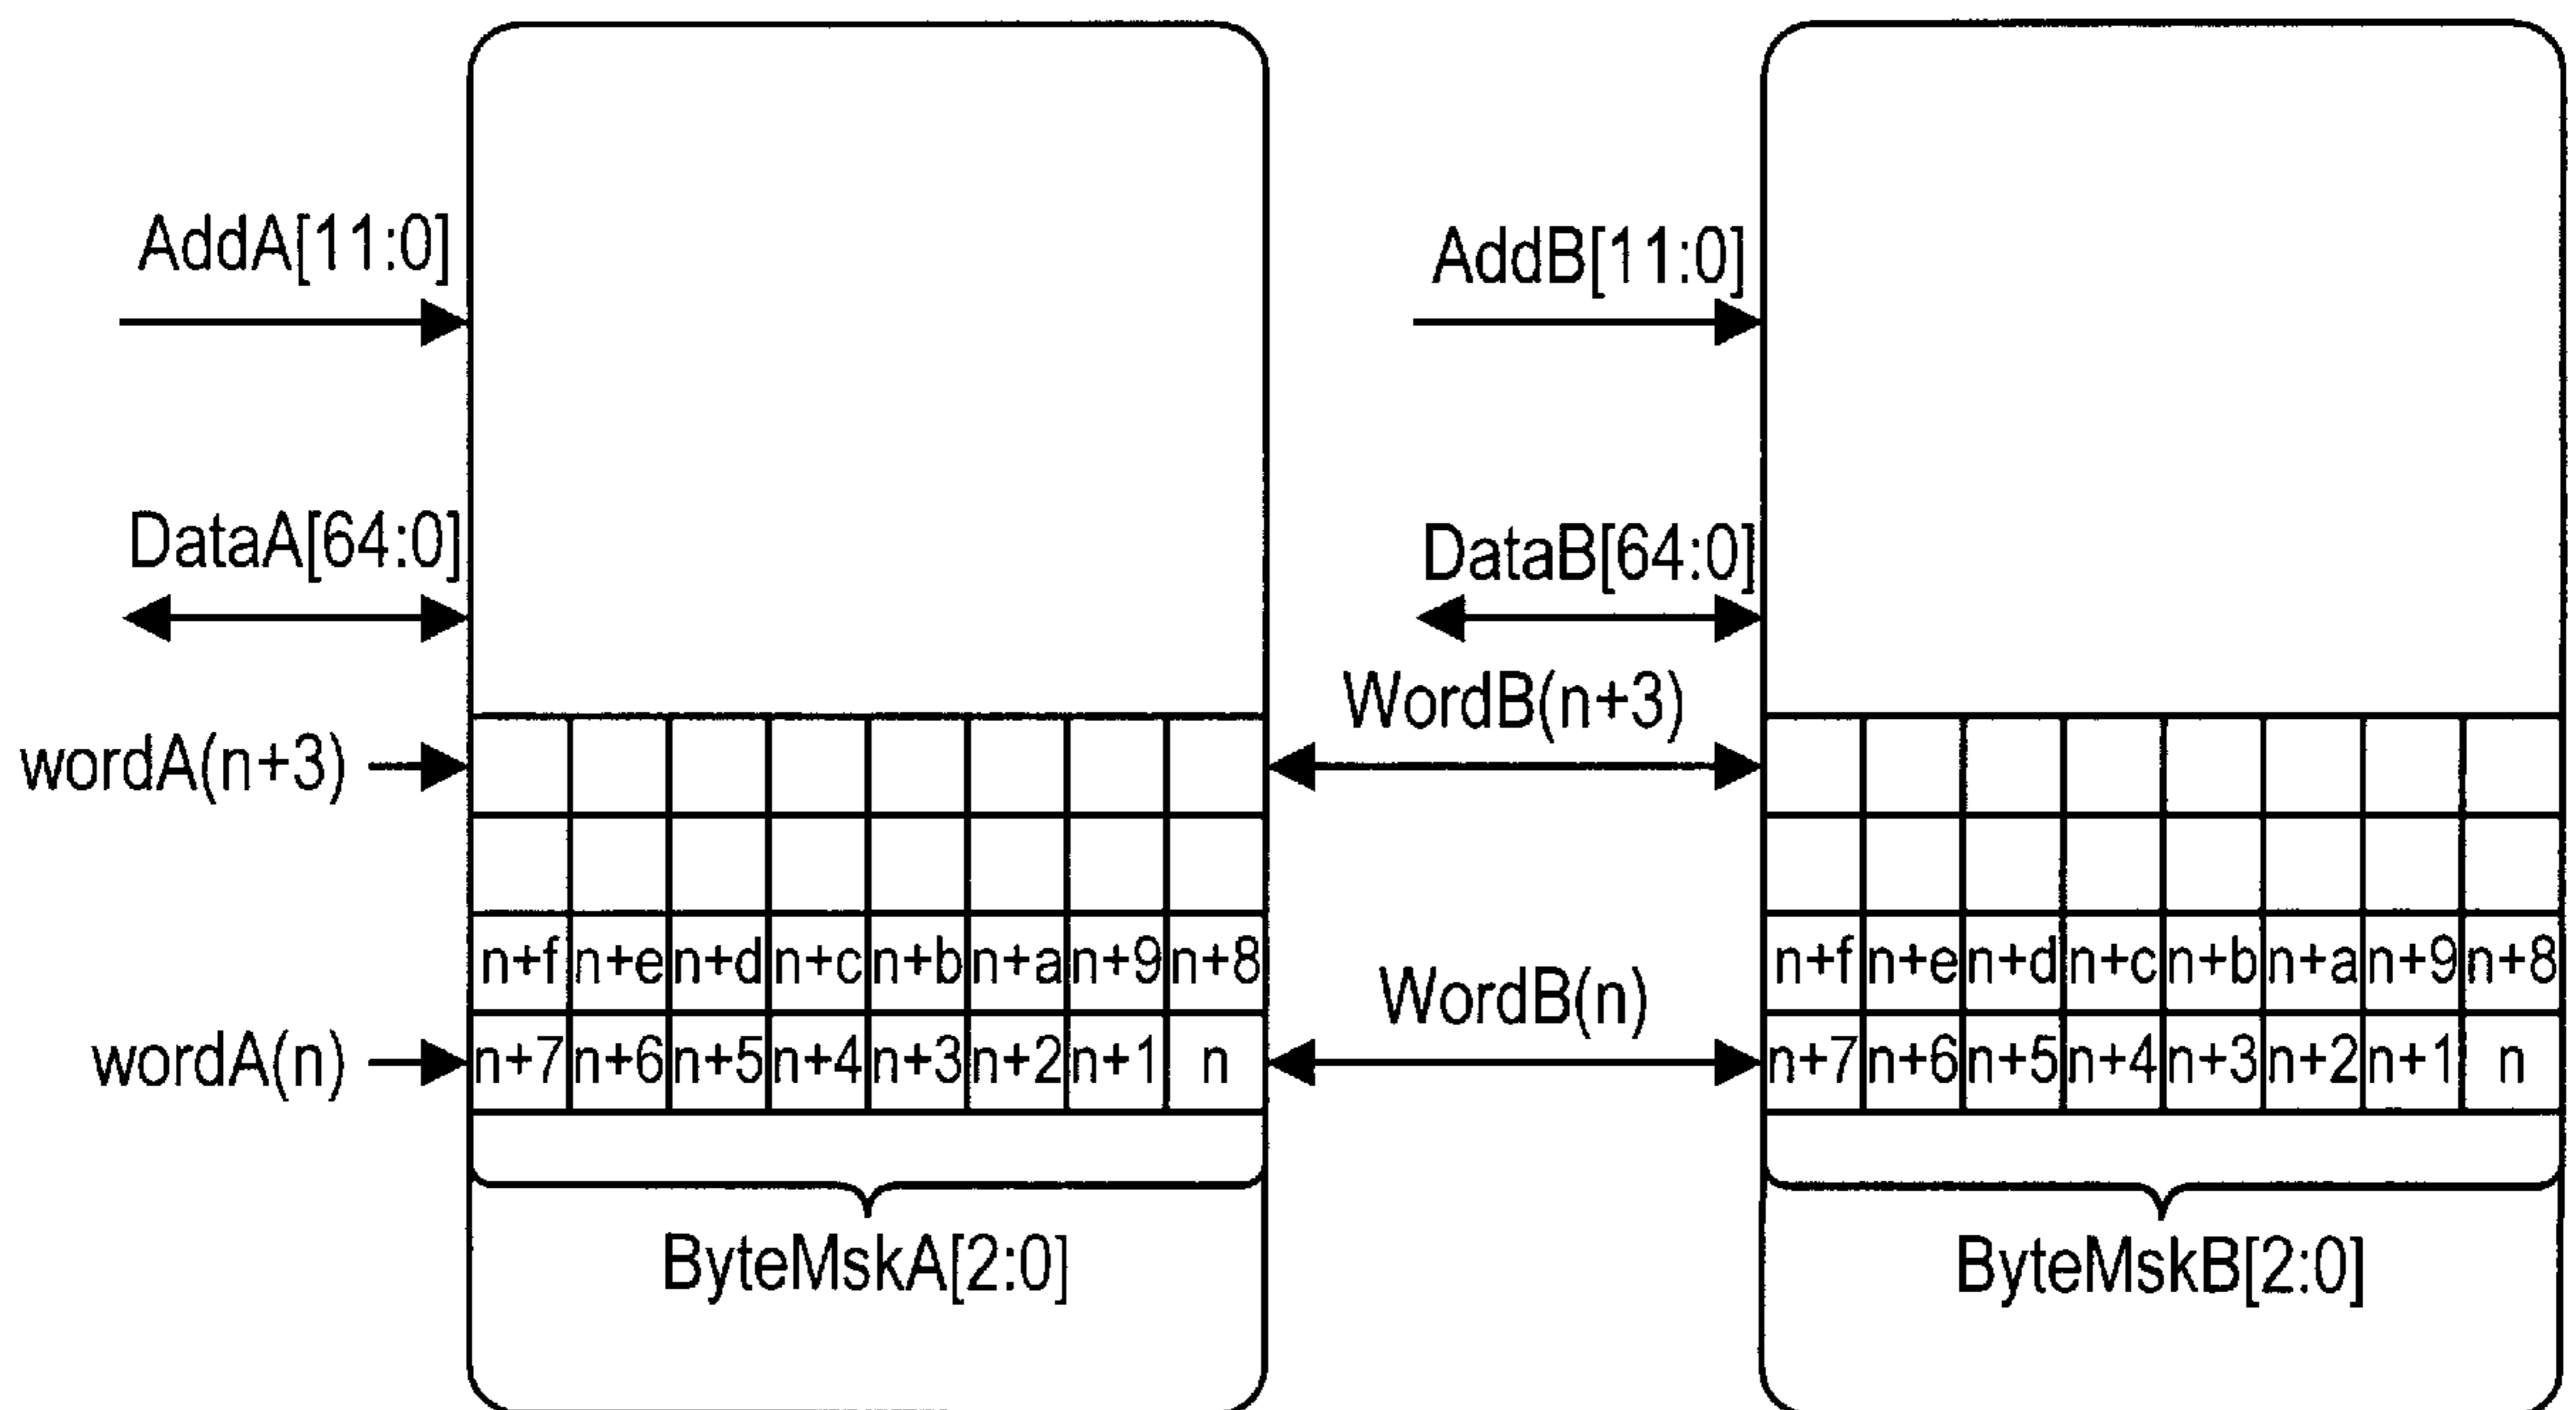 AddA[11:0]
AddB[11:0]
DataA[64:0]
DataB[64:0]
wordA(n+3)
WordB(n+3)
n+f n+e n+d n+c n+b n+a n+9 n+8
n+f n+e n+d n+c n+b n+a n+9 n+8
wordA(n)
n+7 n+6 n+5 n+4 n+3 n+2 n+1 n
WordB(n)
n+7 n+6 n+5 n+4 n+3 n+2 n+1 n
ByteMskA[2:0]
ByteMskB[2:0]